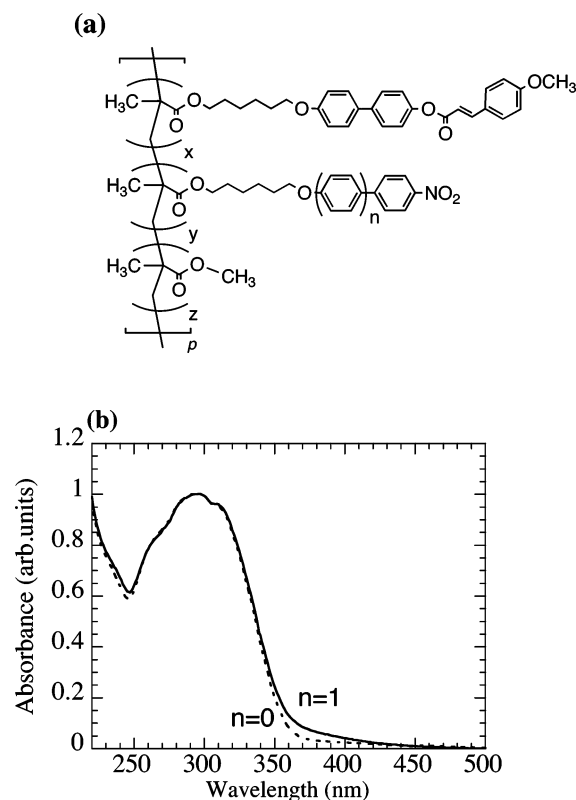 (a)
H₃C O O O O O OCH₃
x
H₃C O O O n NO₂
y
H₃C O O CH₃
z
p
(b)
Absorbance (arb.units)
1.2
1
0.8
0.6
0.4
0.2
0
n=0 n=1
250 300 350 400 450 500
Wavelength (nm)